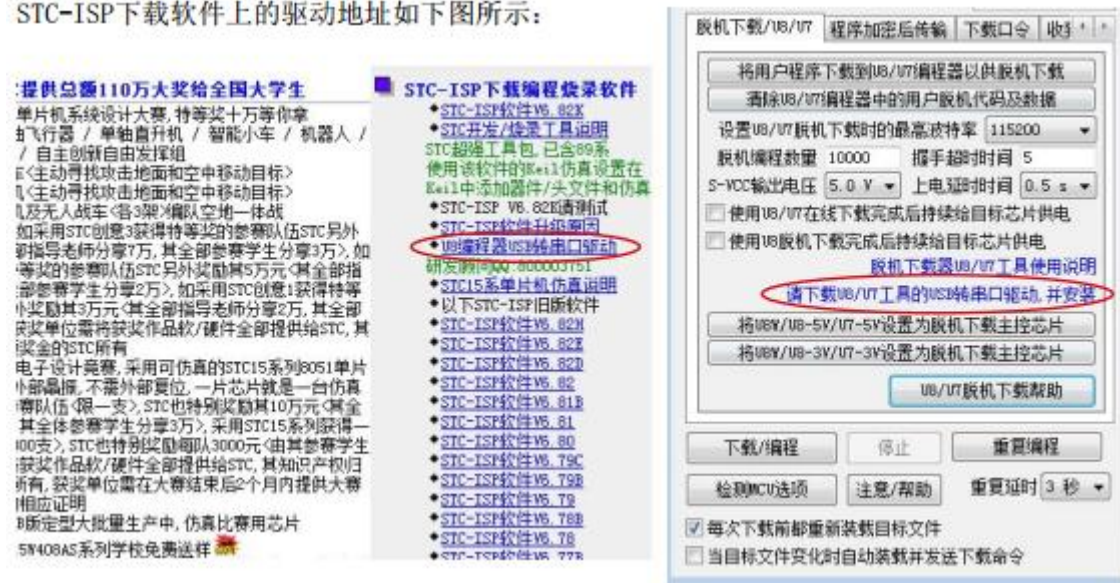 STC-ISP下载软件上的驱动地址如下图所示：
提供总额110万大奖给全国大学生
单片机系统设计大赛,特等奖十万等你拿
飞行器 / 单轴直升机 / 智能小车 / 机器人 /
/ 自主创新自由发挥组
<主动寻找攻击地面和空中移动目标>
<主动寻找攻击地面和空中移动目标>
及无人战车<各3架>编队空地一体战
如采用STC创意3获得特等奖的参赛队伍STC另外
部指导老师分享7万,其全部参赛学生分享3万>,如
等奖的参赛队伍STC另外奖励其5万元<其全部指
部参赛学生分享2万>,如采用STC创意1获得特等
奖励其3万元<其全部指导老师分享2万,其全部
获奖单位需将获奖作品软/硬件全部提供给STC,其
奖金的STC所有
电子设计竞赛,采用可仿真的STC15系列8051单片
外部晶振,不需外部复位,一片芯片就是一台仿真
赛队伍<限一支>,STC也特别奖励其10万元<其全
其全体参赛学生分享3万>,采用STC15系列获得一
00支>,STC也特别奖励每队3000元<由其参赛学生
获奖作品软/硬件全部提供给STC,其知识产权归
所有,获奖单位需在大赛结束后2个月内提供大赛
相应证明
断定型大批量生产中,仿真比赛用芯片
5W408AS系列学校免费送样
STC-ISP下载编程烧录软件
◆STC-ISP软件V6.82X
◆STC开发/烧录工具说明
STC超强工具包,已含89系
使用该软件的Keil仿真设置在
Keil中添加器件/头文件和仿真
◆STC-ISP V6.82K请测试
◆STC-ISP软件升级原因
◆U8编程器USB转串口驱动
研发顾问QQ:800003751
◆STC15系单片机仿真说明
◆以下STC-ISP旧版软件
◆STC-ISP软件V6.82H
◆STC-ISP软件V6.82E
◆STC-ISP软件V6.82D
◆STC-ISP软件V6.82
◆STC-ISP软件V6.81B
◆STC-ISP软件V6.81
◆STC-ISP软件V6.80
◆STC-ISP软件V6.79C
◆STC-ISP软件V6.79B
◆STC-ISP软件V6.79
◆STC-ISP软件V6.78B
◆STC-ISP软件V6.78
◆STC-ISP软件V6.77B
脱机下载/U8/U7 程序加密后传输 下载口令
将用户程序下载到U8/U7编程器以供脱机下载
清除U8/U7编程器中的用户脱机代码及数据
设置U8/U7脱机下载时的最高波特率 115200
脱机编程数量 10000 握手超时时间 5
S-VCC输出电压 5.0 V 上电延时时间 0.5 s
使用U8/U7在线下载完成后持续给目标芯片供电
使用U8脱机下载完成后持续给目标芯片供电
脱机下载器U8/U7工具使用说明
请下载U8/U7工具的USB转串口驱动,并安装
将U8W/U8-5V/U7-5V设置为脱机下载主控芯片
将U8W/U8-3V/U7-3V设置为脱机下载主控芯片
U8/U7脱机下载帮助
下载/编程 停止 重复编程
检测MCU选项 注意/帮助 重复延时 3 秒
每次下载前都重新装载目标文件
当目标文件变化时自动装载并发送下载命令